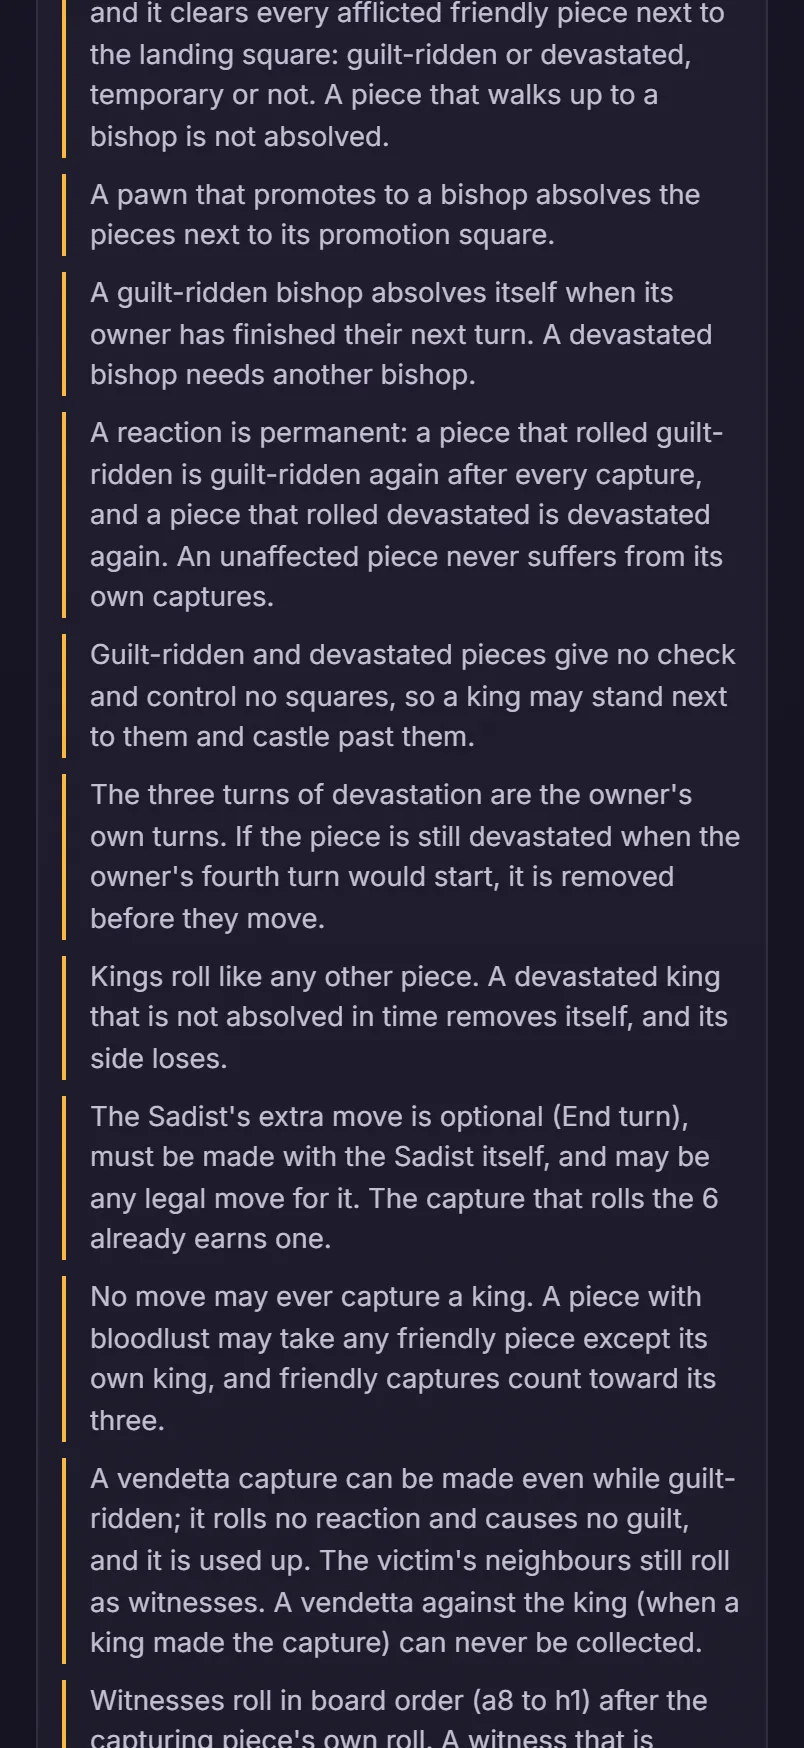 and it clears every afflicted friendly piece next to
the landing square: guilt-ridden or devastated,
temporary or not. A piece that walks up to a
bishop is not absolved.
A pawn that promotes to a bishop absolves the
pieces next to its promotion square.
A guilt-ridden bishop absolves itself when its
owner has finished their next turn. A devastated
bishop needs another bishop.
A reaction is permanent: a piece that rolled guilt-
ridden is guilt-ridden again after every capture,
and a piece that rolled devastated is devastated
again. An unaffected piece never suffers from its
own captures.
Guilt-ridden and devastated pieces give no check
and control no squares, so a king may stand next
to them and castle past them.
The three turns of devastation are the owner's
own turns. If the piece is still devastated when the
owner's fourth turn would start, it is removed
before they move.
Kings roll like any other piece. A devastated king
that is not absolved in time removes itself, and its
side loses.
The Sadist's extra move is optional (End turn),
must be made with the Sadist itself, and may be
any legal move for it. The capture that rolls the 6
already earns one.
No move may ever capture a king. A piece with
bloodlust may take any friendly piece except its
own king, and friendly captures count toward its
three.
A vendetta capture can be made even while guilt-
ridden; it rolls no reaction and causes no guilt,
and it is used up. The victim's neighbours still roll
as witnesses. A vendetta against the king (when a
king made the capture) can never be collected.
Witnesses roll in board order (a8 to h1) after the
capturing piece's own roll. A witness that is